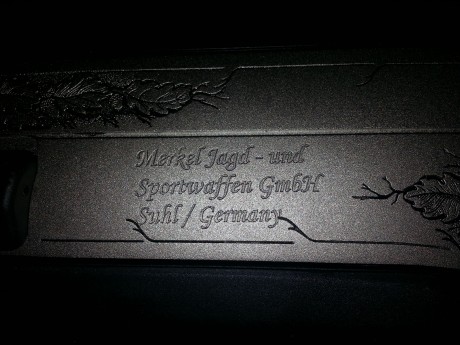 Merkel Jagd - und
Sportwaffen GmbH
Suhl / Germany